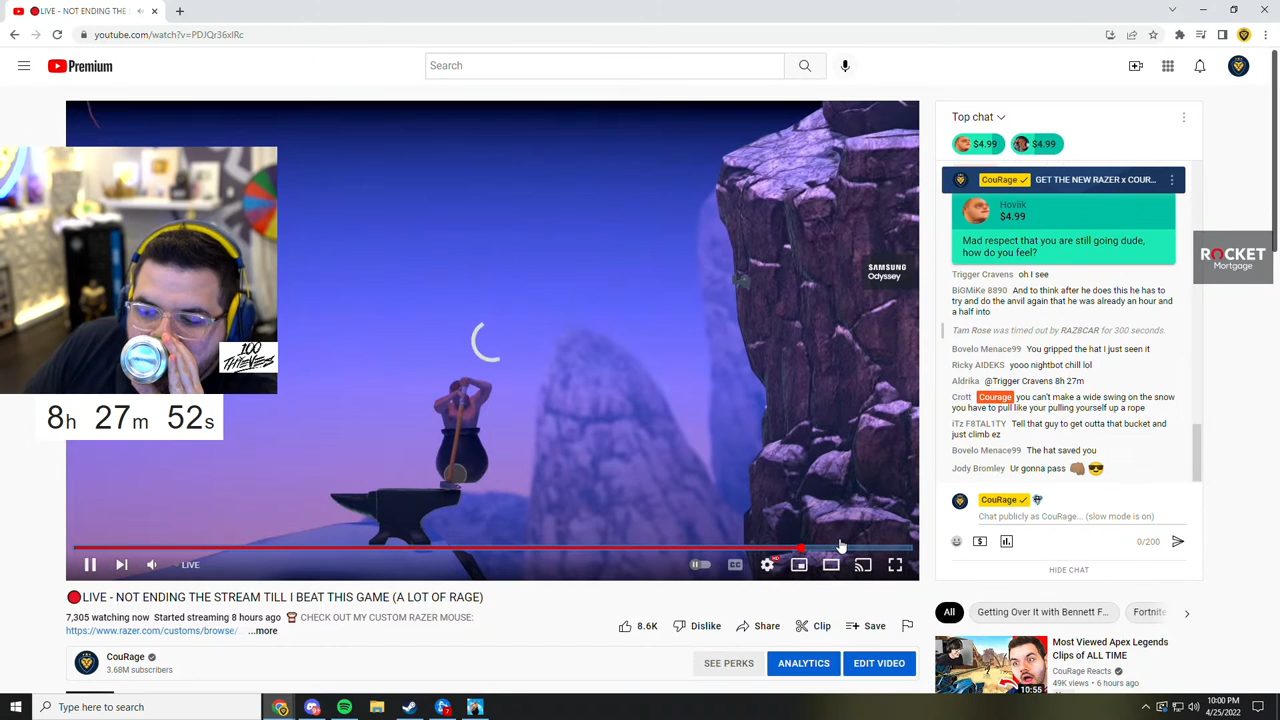 LIVE - NOT ENDING THE S
youtube.com/watch?v=PDJQr36xlRc
Premium
Search
Top chat
$4.99 $4.99
CouRage GET THE NEW RAZER x COUR...
Hoviik
$4.99
Mad respect that you are still going dude,
how do you feel?
Trigger Cravens oh I see
BiGMiKe 8890 And to think after he does this he has to
try and do the anvil again that he was already an hour and
a half into
Tam Rose was timed out by RAZ8CAR for 300 seconds.
Bovelo Menace99 You gripped the hat I just seen it
Ricky AIDEKS yooo nightbot chill lol
Aldrika @Trigger Cravens 8h 27m
Crott Courage you can't make a wide swing on the snow
you have to pull like your pulling yourself up a rope
iTz F8TAL1TY Tell that guy to get outta that bucket and
just climb ez
Bovelo Menace99 The hat saved you
Jody Bromley Ur gonna pass
CouRage
Chat publicly as CouRage... (slow mode is on)
0/200
HIDE CHAT
ROCKET
Mortgage
SAMSUNG
Odyssey
100
THIEVES
8h 27m 52s
LIVE
CC
HD
LIVE - NOT ENDING THE STREAM TILL I BEAT THIS GAME (A LOT OF RAGE)
7,305 watching now Started streaming 8 hours ago CHECK OUT MY CUSTOM RAZER MOUSE:
https://www.razer.com/customs/browse/ ...more
8.6K Dislike Share Clip Save
CouRage
3.68M subscribers
SEE PERKS ANALYTICS EDIT VIDEO
All Getting Over It with Bennett F... Fortnite
Most Viewed Apex Legends
Clips of ALL TIME
CouRage Reacts
49K views • 6 hours ago
10:55
Type here to search
10:00 PM
4/25/2022